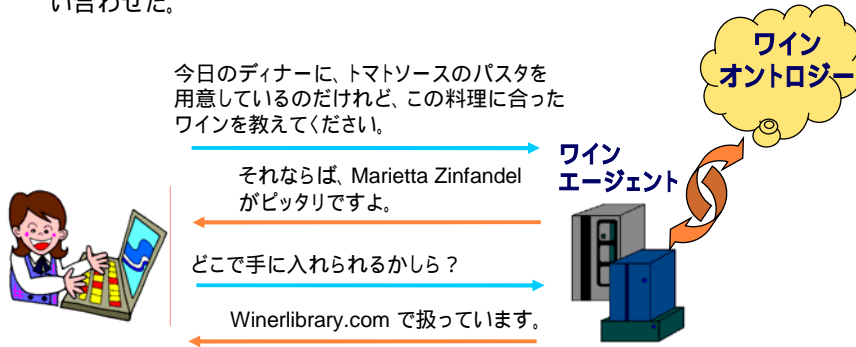 い合わせた。
ワイン
オントロジー
今日のディナーに、トマトソースのパスタを
用意しているのだけれど、この料理に合った
ワインを教えてください。
ワイン
エージェント
それならば、Marietta Zinfandel
がピッタリですよ。
どこで手に入れられるかしら？
Winerlibrary.com で扱っています。